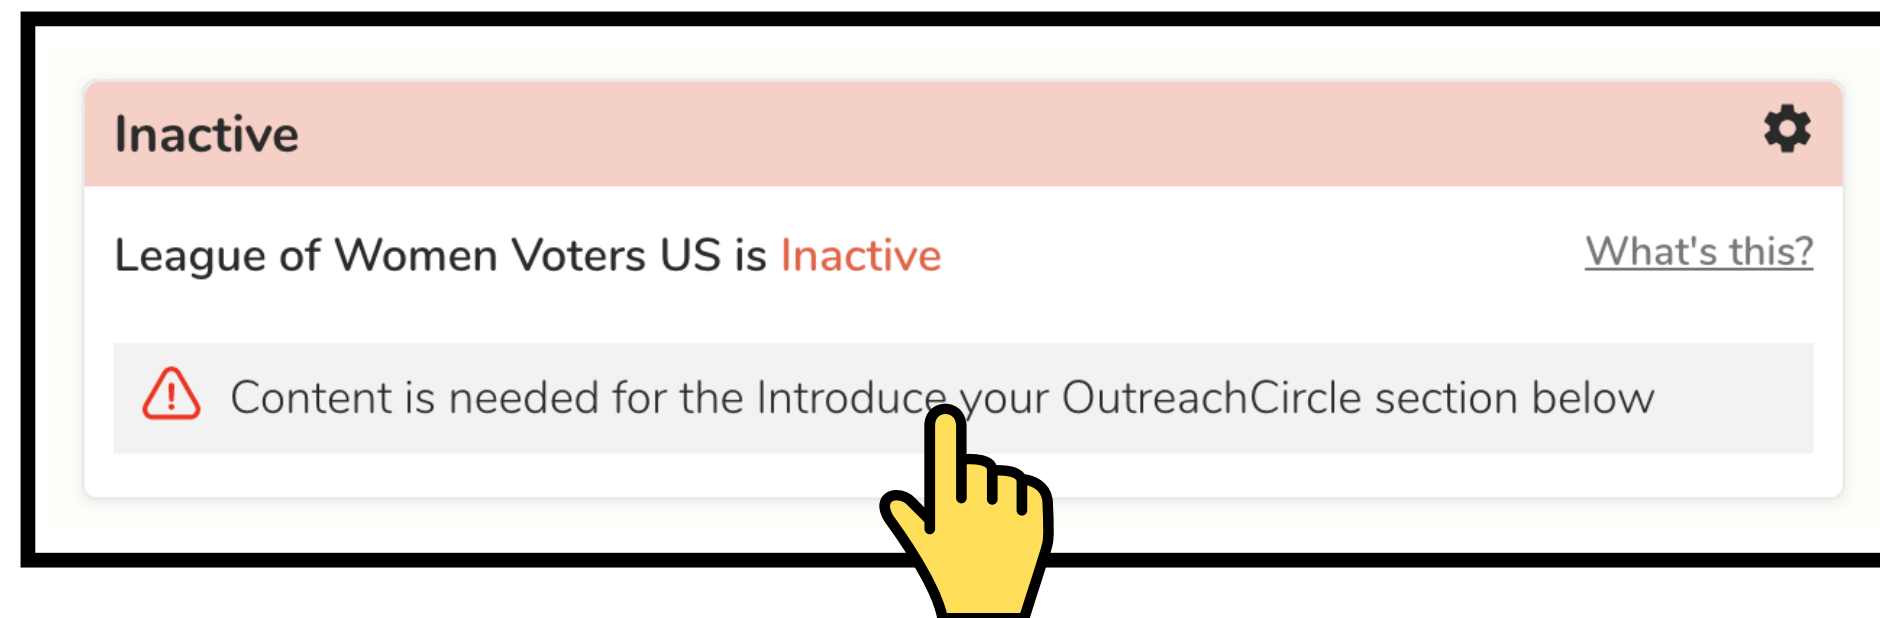 Inactive
League of Women Voters US is Inactive
What's this?
Content is needed for the Introduce your OutreachCircle section below